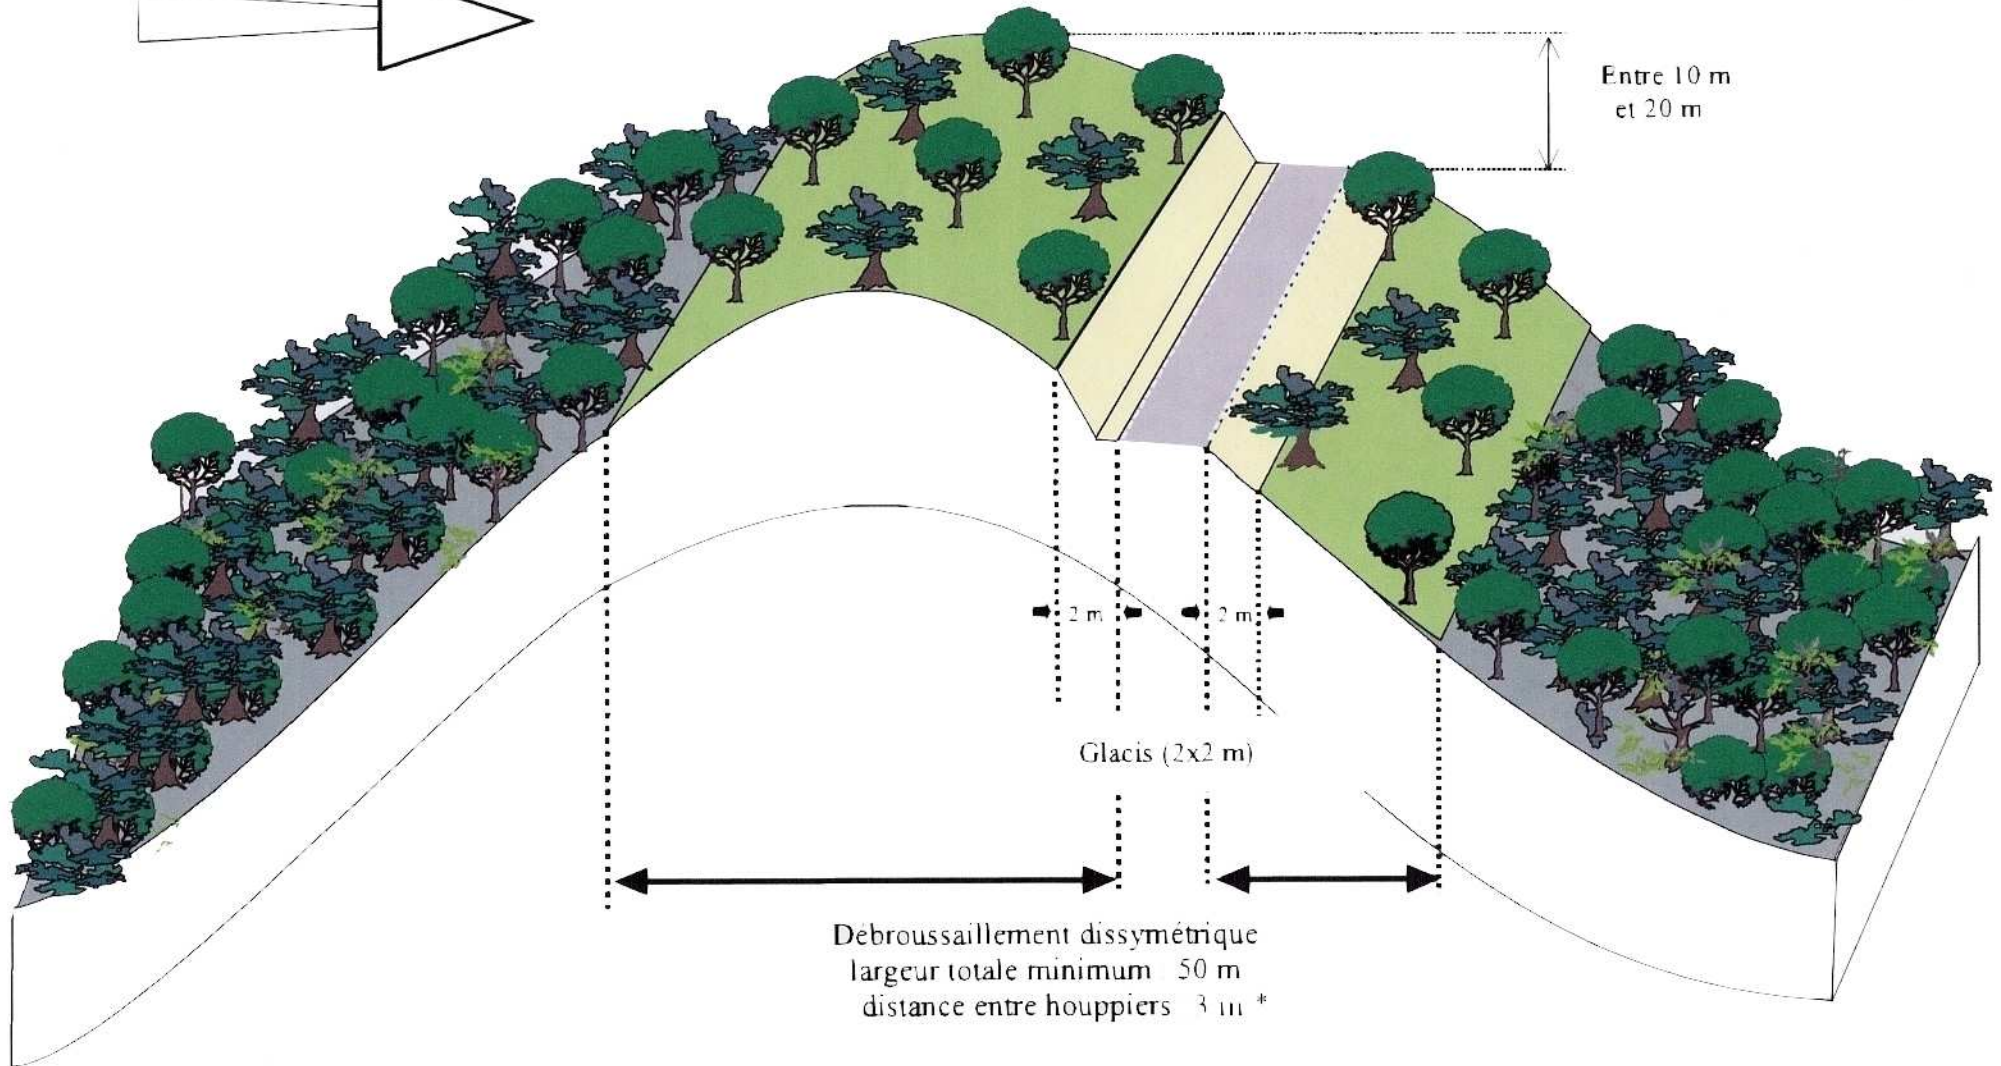 Entre 10 m
et 20 m
2 m
2 m
Glacis (2x2 m)
Débroussaillement dissymétrique
largeur totale minimum 50 m
distance entre houppiers 3 m *